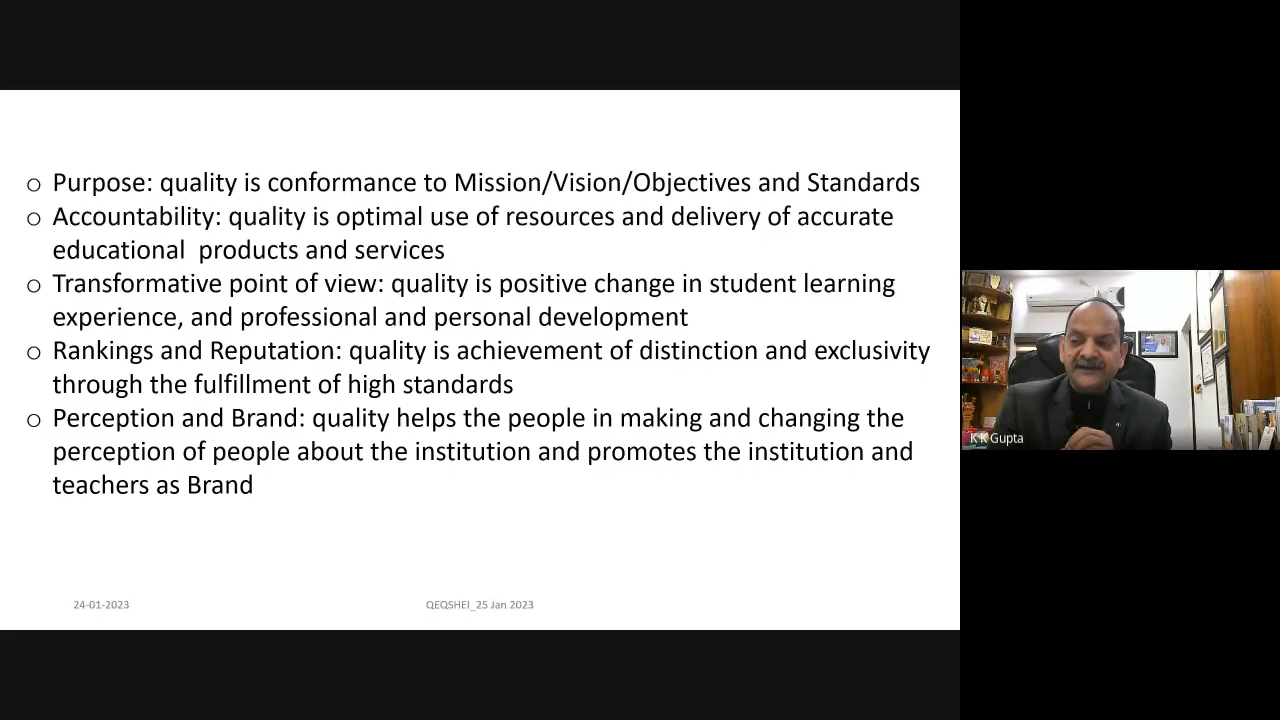 o Purpose: quality is conformance to Mission/Vision/Objectives and Standards
o Accountability: quality is optimal use of resources and delivery of accurate
educational products and services
o Transformative point of view: quality is positive change in student learning
experience, and professional and personal development
o Rankings and Reputation: quality is achievement of distinction and exclusivity
through the fulfillment of high standards
o Perception and Brand: quality helps the people in making and changing the
perception of people about the institution and promotes the institution and
teachers as Brand
24-01-2023
QEQSHEI_25 Jan 2023
K K Gupta